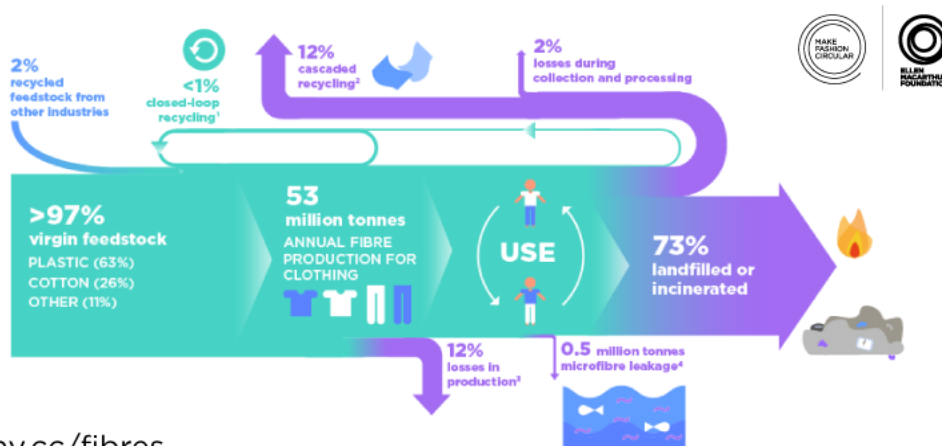 MAKE
FASHION
CIRCULAR
ELLEN
MACARTHUR
FOUNDATION
2%
recycled
feedstock from
other industries
<1%
closed-loop
recycling¹
12%
cascaded
recycling²
2%
losses during
collection and processing
>97%
virgin feedstock
PLASTIC (63%)
COTTON (26%)
OTHER (11%)
53
million tonnes
ANNUAL FIBRE
PRODUCTION FOR
CLOTHING
USE
73%
landfilled or
incinerated
12%
losses in
production³
0.5 million tonnes
microfibre leakage⁴